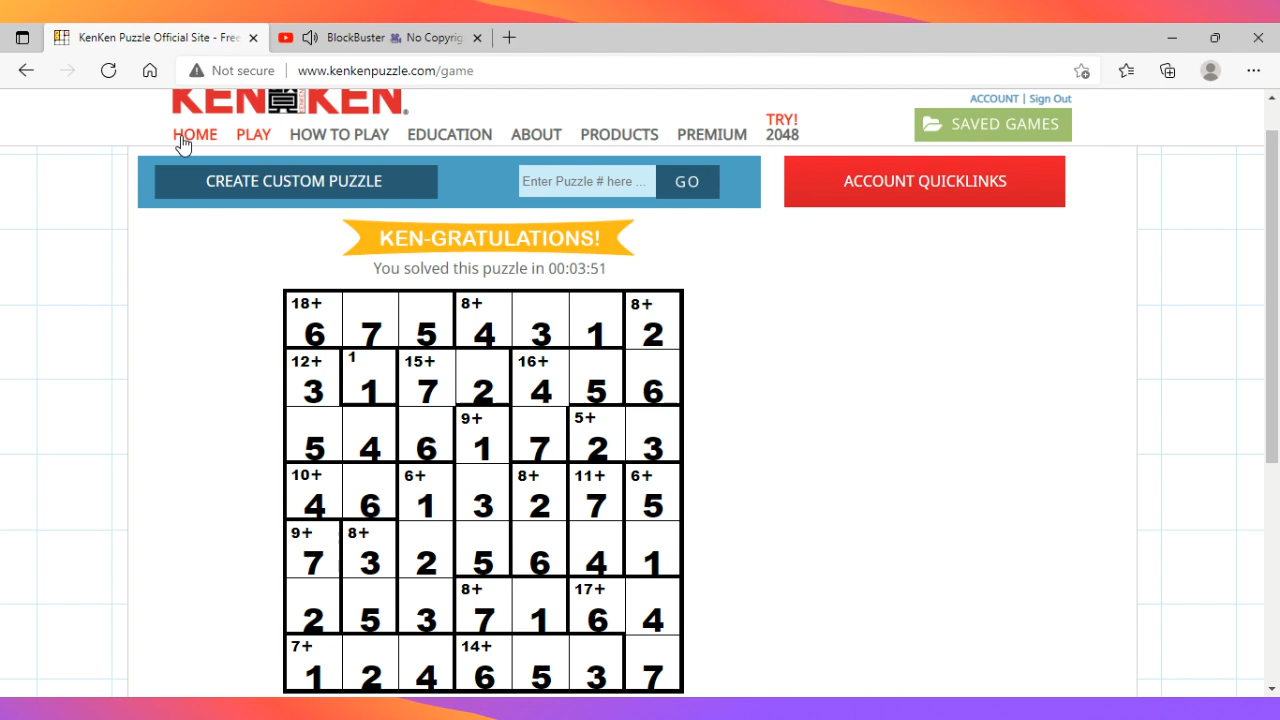 KenKen Puzzle Official Site - Free
BlockBuster 🎥 No Copyrig
Not secure
www.kenkenpuzzle.com/game
KENKEN®
ACCOUNT | Sign Out
HOME PLAY HOW TO PLAY EDUCATION ABOUT PRODUCTS PREMIUM TRY! 2048
SAVED GAMES
CREATE CUSTOM PUZZLE
Enter Puzzle # here ...
GO
ACCOUNT QUICKLINKS
KEN-GRATULATIONS!
You solved this puzzle in 00:03:51
18+ 8+ 8+
6 7 5 4 3 1 2
12+ 1 15+ 16+
3 1 7 2 4 5 6
9+ 5+
5 4 6 1 7 2 3
10+ 6+ 8+ 11+ 6+
4 6 1 3 2 7 5
9+ 8+
7 3 2 5 6 4 1
8+ 17+
2 5 3 7 1 6 4
7+ 14+
1 2 4 6 5 3 7